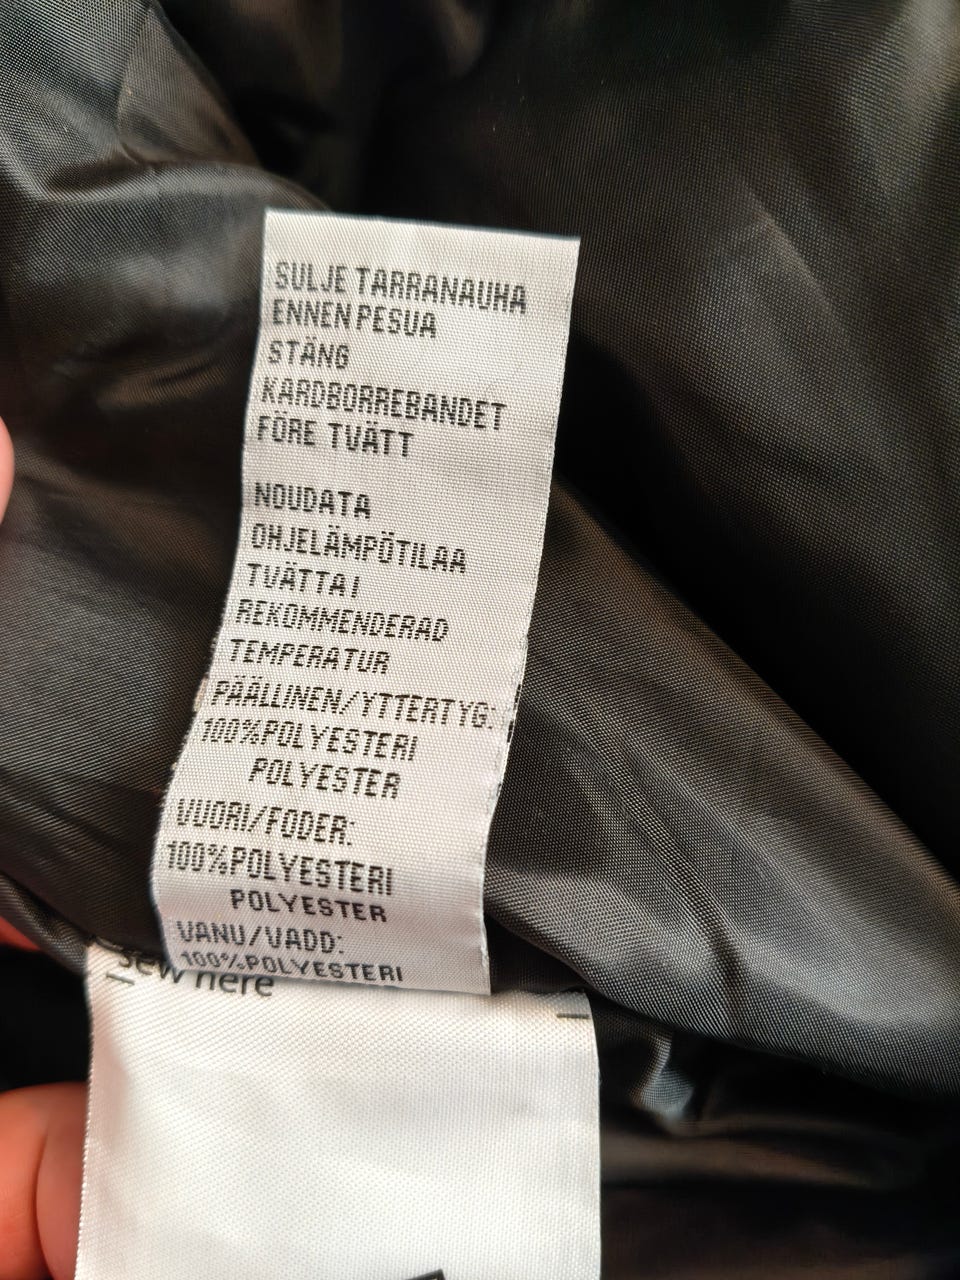 SULJE TARRANAUHA
ENNEN PESUA
STÄNG
KARDBORREBANDET
FÖRE TVÄTT
NOUDATA
OHJELÄMPÖTILAA
TVÄTTA I
REKOMMENDERAD
TEMPERATUR
PÄÄLLINEN/YTTERTYG:
100%POLYESTERI
POLYESTER
VUORI/FODER:
100%POLYESTERI
POLYESTER
VANU/VADD:
100%POLYESTERI
Sew here